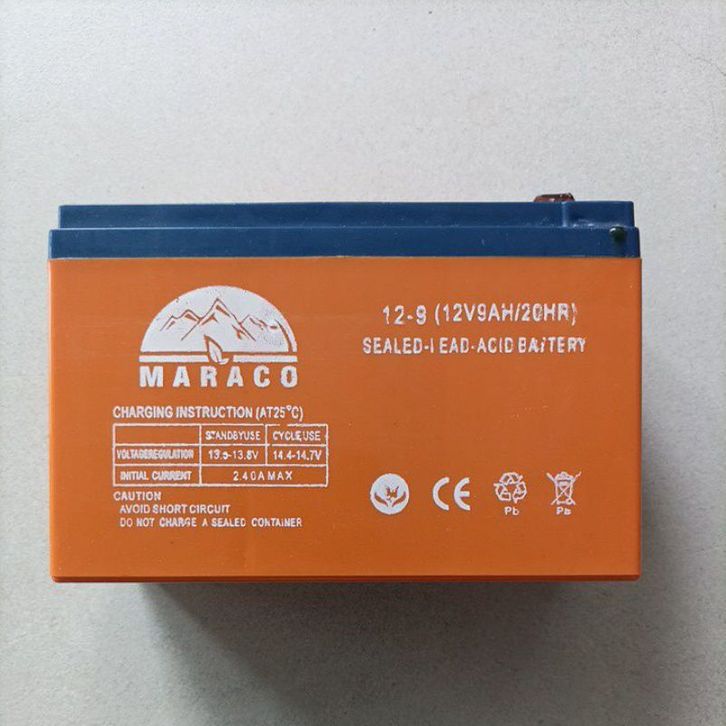 MARACO
12-9 (12V9AH/20HR)
SEALED-LEAD-ACID BATTERY
CHARGING INSTRUCTION (AT25°C)
STANDBYUSE CYCLEUSE
VOLTAGEREGULATION 13.5-13.8V 14.4-14.7V
INITIAL CURRENT 2.40A MAX
CAUTION
AVOID SHORT CIRCUIT
DO NOT CHARGE A SEALED CONTAINER
CE
Pb Pb